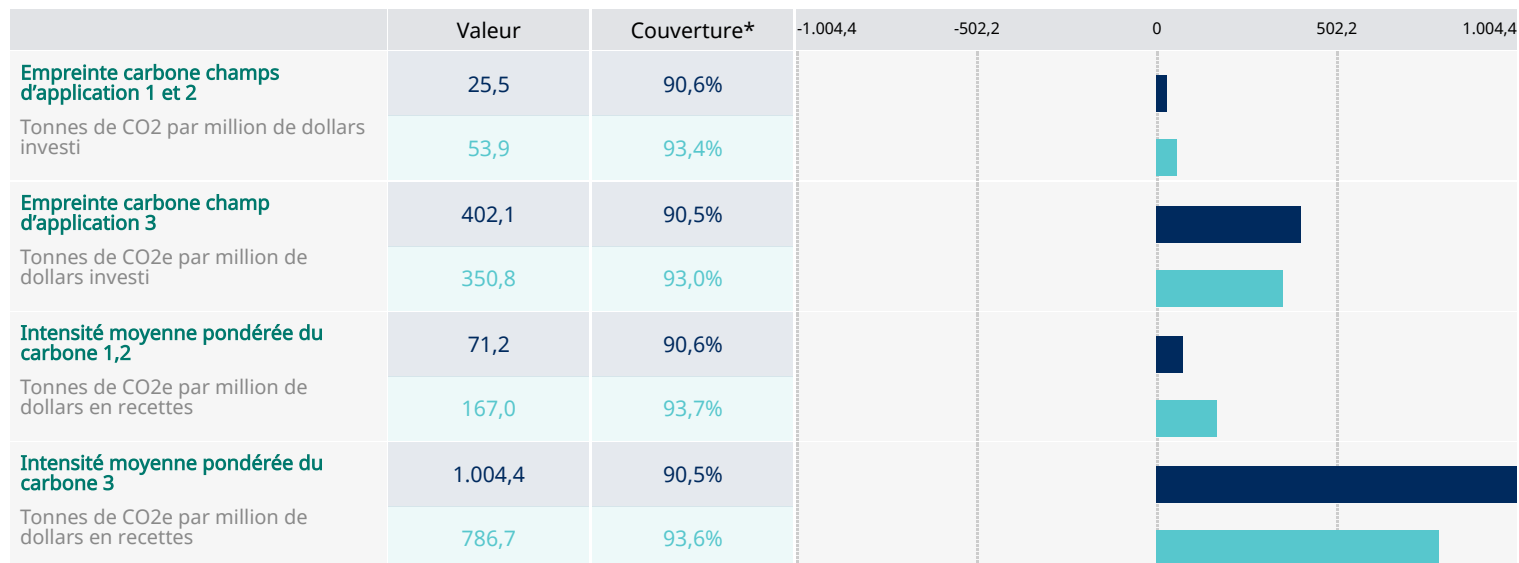 Valeur Couverture* -1.004,4 -502,2 0 502,2 1.004,4
Empreinte carbone champs
d’application 1 et 2
25,5 90,6%
Tonnes de CO2 par million de dollars
investi
53,9 93,4%
Empreinte carbone champ
d’application 3
402,1 90,5%
Tonnes de CO2e par million de
dollars investi
350,8 93,0%
Intensité moyenne pondérée du
carbone 1,2
71,2 90,6%
Tonnes de CO2e par million de
dollars en recettes
167,0 93,7%
Intensité moyenne pondérée du
carbone 3
1.004,4 90,5%
Tonnes de CO2e par million de
dollars en recettes
786,7 93,6%